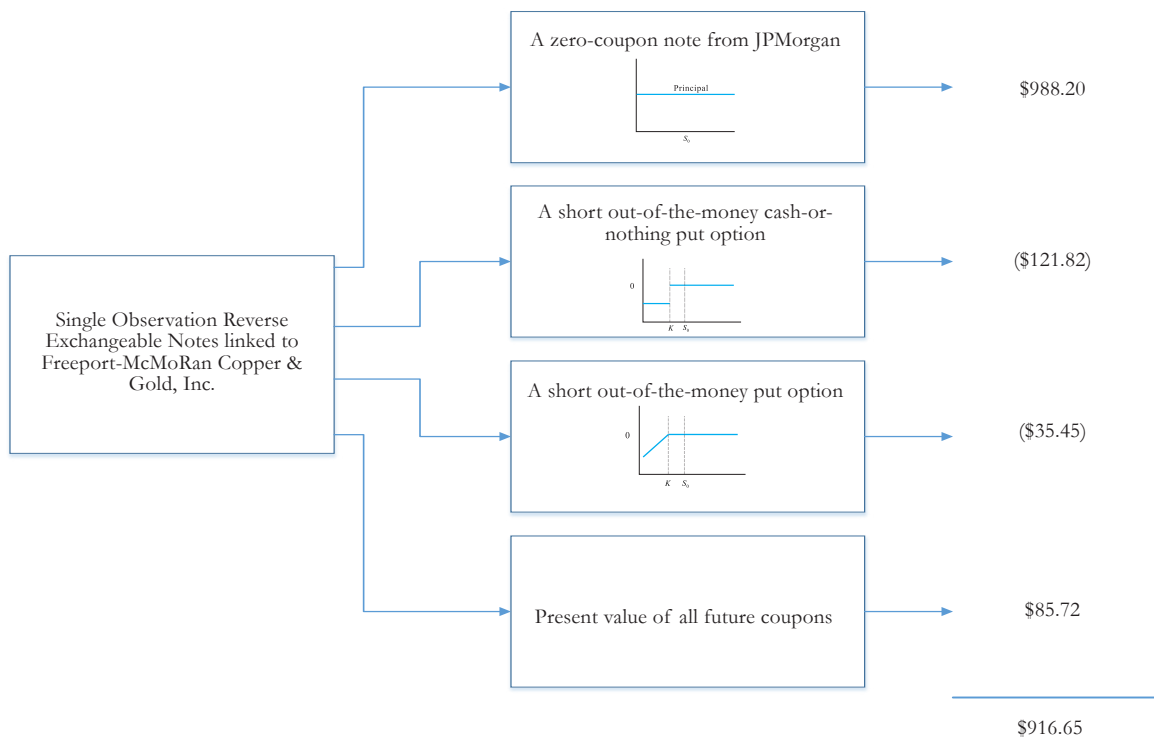 A zero-coupon note from JPMorgan
Principal
S₀
$988.20
A short out-of-the-money cash-or-
nothing put option
0
K
S₀
($121.82)
Single Observation Reverse
Exchangeable Notes linked to
Freeport-McMoRan Copper &
Gold, Inc.
A short out-of-the-money put option
0
K
S₀
($35.45)
Present value of all future coupons
$85.72
$916.65